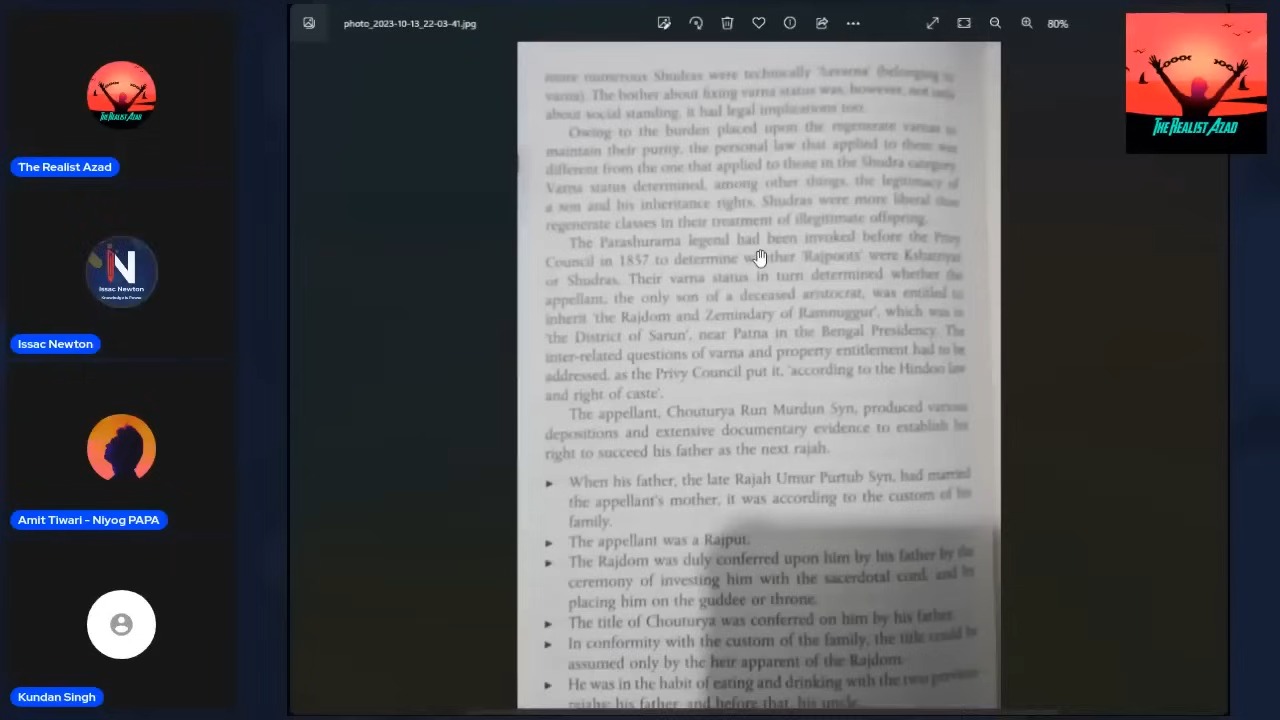 photo_2023-10-13_22-03-41.jpg
80%
THE REALIST AZAD
The Realist Azad
Issac Newton
Knowledge is Power
Issac Newton
Amit Tiwari - Niyog PAPA
Kundan Singh
more numerous Shudras were technically 'savarna' (belonging to
varna). The bother about fixing varna status was, however, not only
about social standing, it had legal implications too.
Owing to the burden placed upon the regenerate varnas to
maintain their purity, the personal law that applied to them was
different from the one that applied to those in the Shudra category.
Varna status determined, among other things, the legitimacy of
a son and his inheritance rights. Shudras were more liberal than
regenerate classes in their treatment of illegitimate offspring.
The Parashurama legend had been invoked before the Privy
Council in 1857 to determine whether 'Rajpoots' were Kshatriyas
or Shudras. Their varna status in turn determined whether the
appellant, the only son of a deceased aristocrat, was entitled to
inherit 'the Rajdom and Zemindary of Ramnuggur', which was in
'the District of Sarun', near Patna in the Bengal Presidency. The
inter-related questions of varna and property entitlement had to be
addressed, as the Privy Council put it, 'according to the Hindoo law
and right of caste'.
The appellant, Chouturya Run Murdun Syn, produced various
depositions and extensive documentary evidence to establish his
right to succeed his father as the next rajah.
► When his father, the late Rajah Umur Purtub Syn, had married
the appellant's mother, it was according to the custom of his
family.
► The appellant was a Rajput.
► The Rajdom was duly conferred upon him by his father by the
ceremony of investing him with the sacerdotal cord, and by
placing him on the guddee or throne.
► The title of Chouturya was conferred on him by his father.
► In conformity with the custom of the family, the title could be
assumed only by the heir apparent of the Rajdom.
► He was in the habit of eating and drinking with the two previous
rajahs: his father, and before that, his uncle.
THE REALIST AZAD